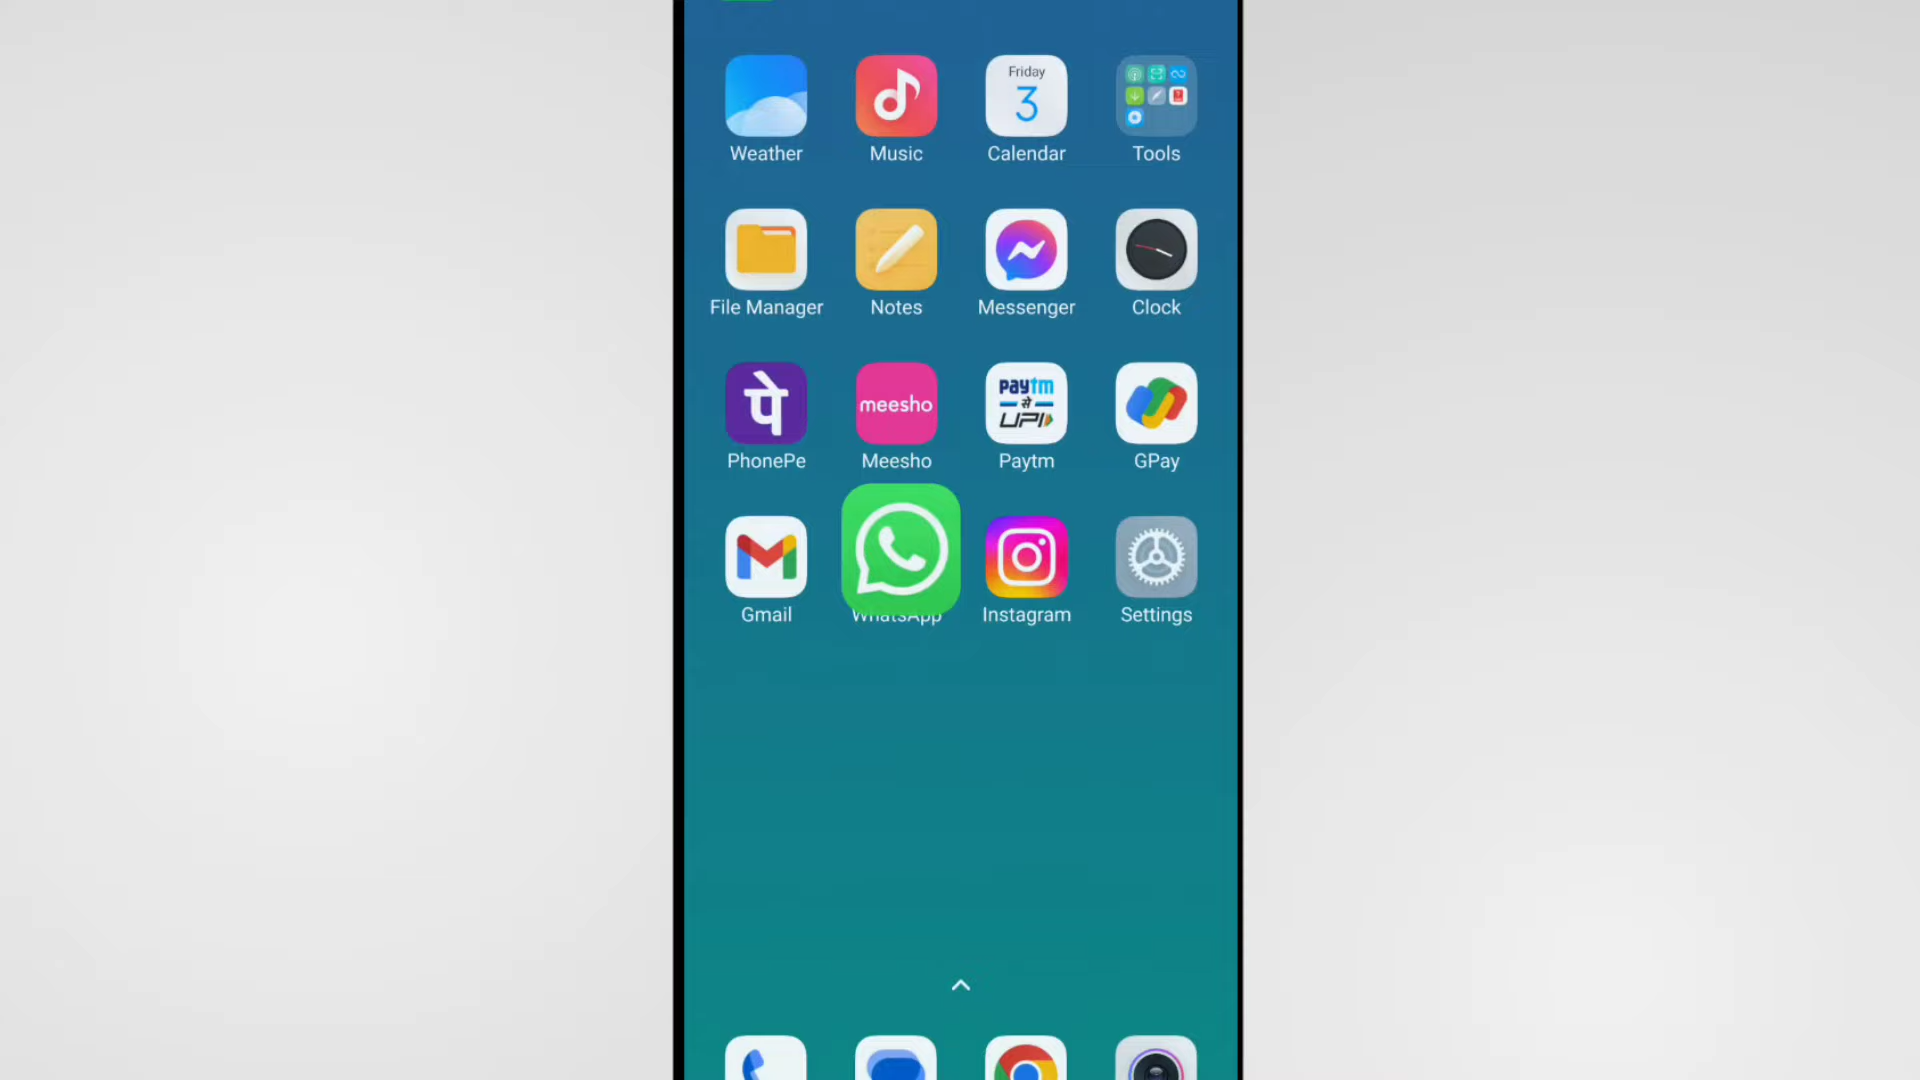 Friday
3
Weather Music Calendar Tools
File Manager Notes Messenger Clock
पे
meesho
paytm
से
UPI
PhonePe Meesho Paytm GPay
Gmail WhatsApp Instagram Settings